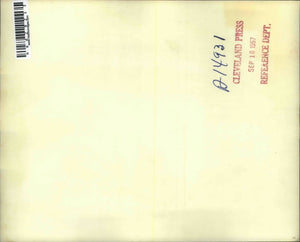 A14931
CLEVELAND PRESS
SEP 18 1957
REFERENCE DEPT.